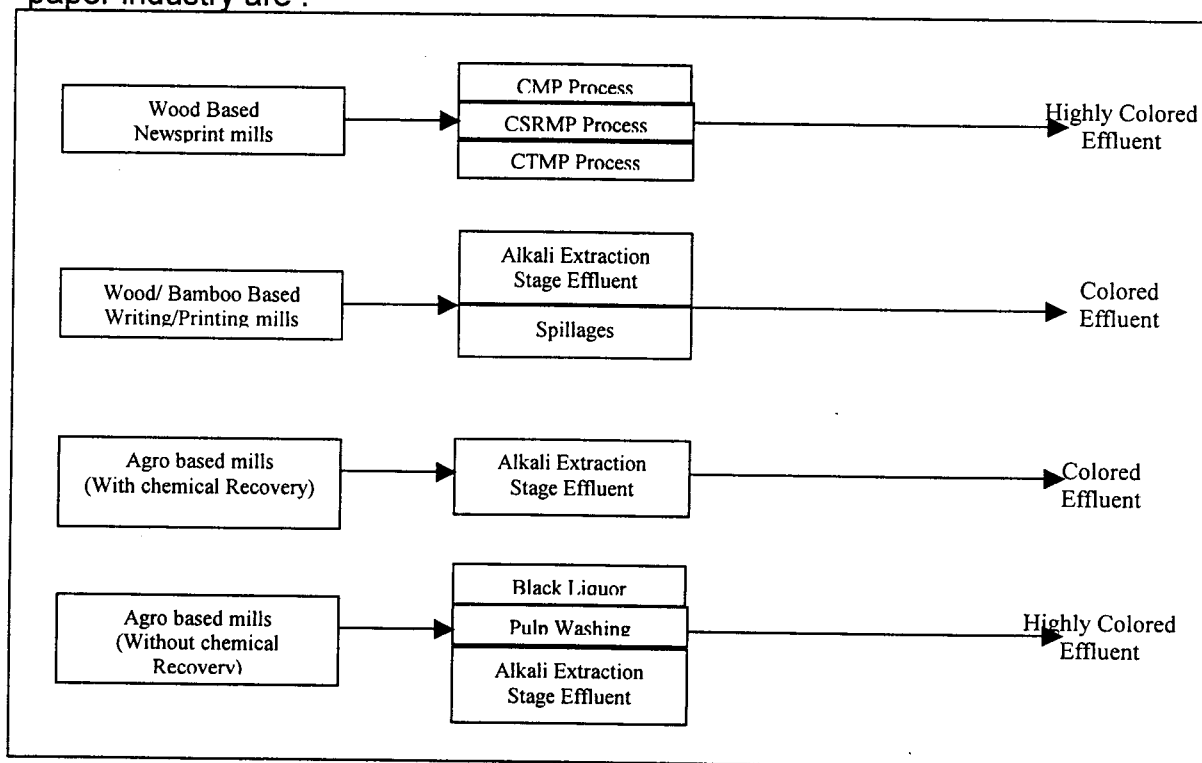 paper industry are :
Wood Based
Newsprint mills
CMP Process
CSRMP Process
CTMP Process
Highly Colored
Effluent
Wood/ Bamboo Based
Writing/Printing mills
Alkali Extraction
Stage Effluent
Spillages
Colored
Effluent
Agro based mills
(With chemical Recovery)
Alkali Extraction
Stage Effluent
Colored
Effluent
Agro based mills
(Without chemical
Recovery)
Black Liquor
Pulp Washing
Alkali Extraction
Stage Effluent
Highly Colored
Effluent